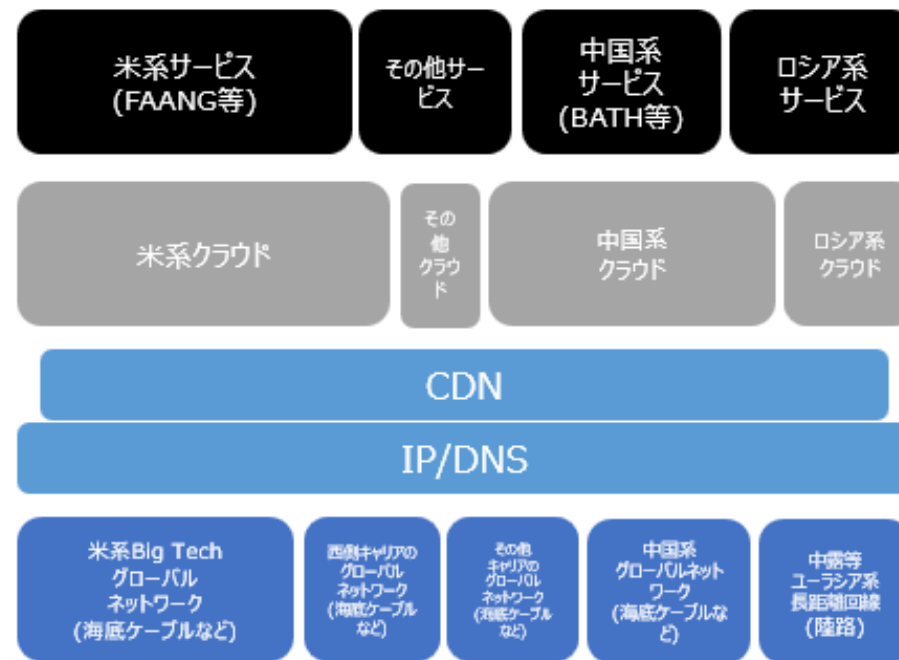 米系サービス
(FAANG等)
その他サー
ビス
中国系
サービス
(BATH等)
ロシア系
サービス
米系クラウド
その
他
クラウ
ド
中国系
クラウド
ロシア系
クラウド
CDN
IP/DNS
米系Big Tech
グローバル
ネットワーク
(海底ケーブルなど)
西側キャリアの
グローバル
ネットワーク
(海底ケーブル
など)
その他
キャリアの
グローバル
ネットワーク
(海底ケーブル
など)
中国系
グローバルネット
ワーク
(海底ケーブルな
ど)
中露等
ユーラシア系
長距離回線
(陸路)